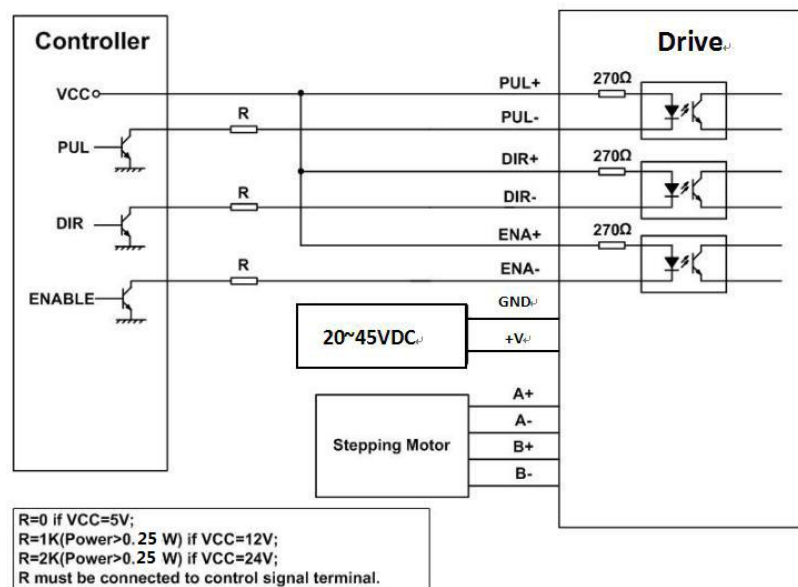 Controller
Drive
VCC
PUL+
270Ω
R
PUL-
PUL
DIR+
270Ω
R
DIR-
DIR
ENA+
270Ω
R
ENA-
ENABLE
GND
20~45VDC
+V
A+
A-
Stepping Motor
B+
B-
R=0 if VCC=5V;
R=1K(Power>0.25 W) if VCC=12V;
R=2K(Power>0.25 W) if VCC=24V;
R must be connected to control signal terminal.